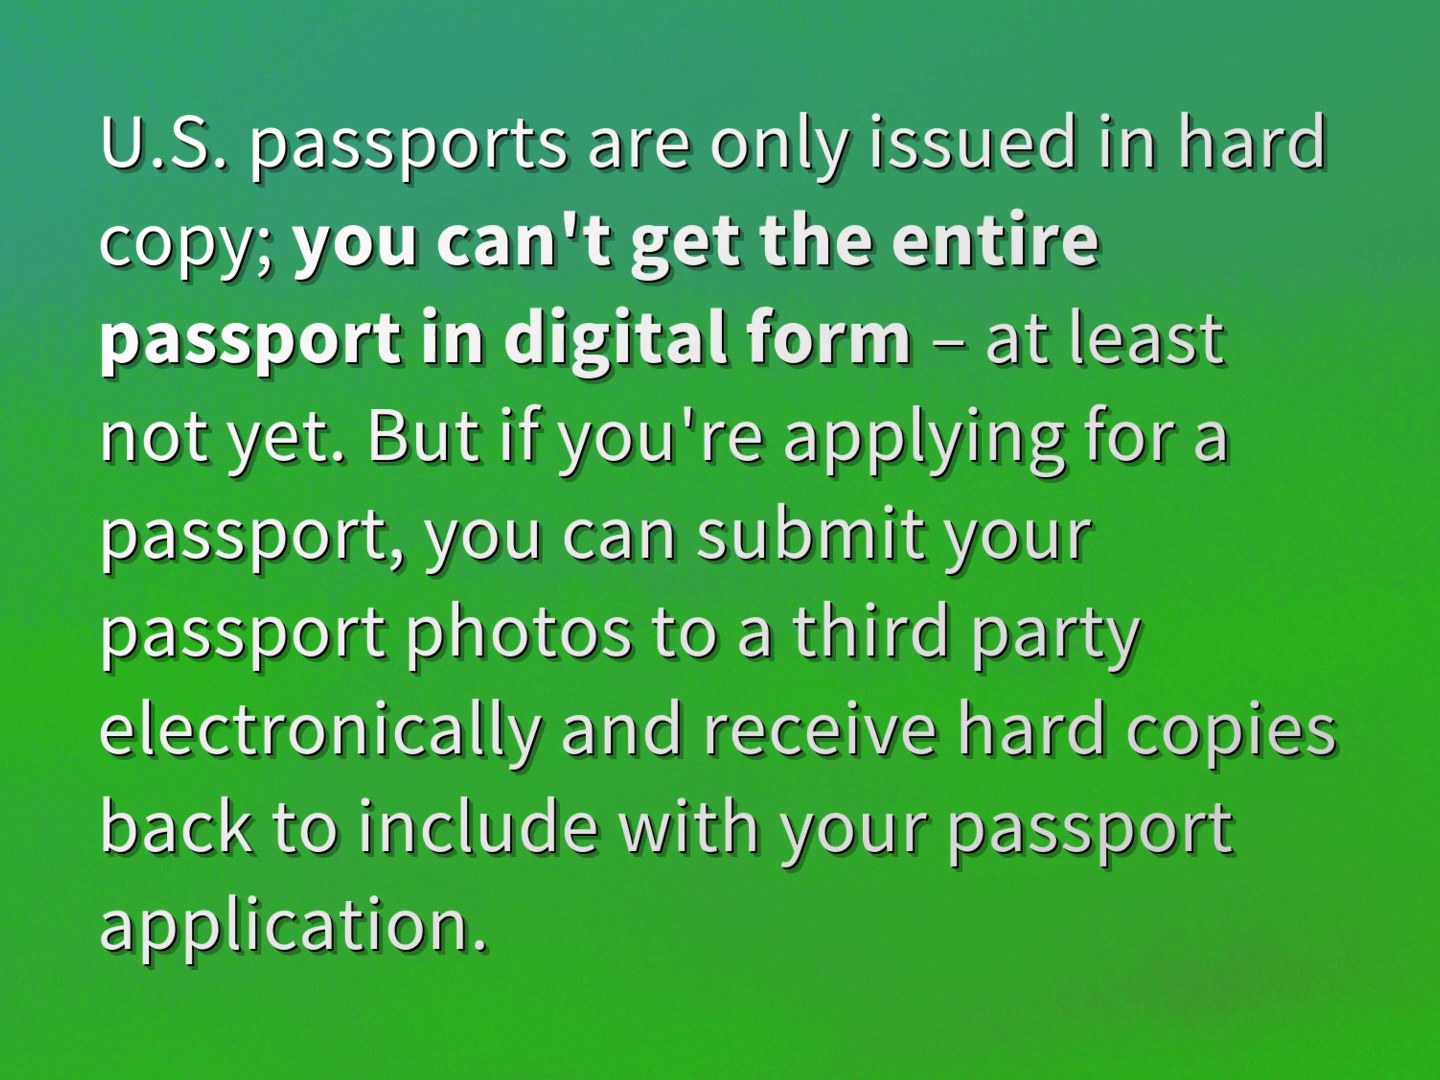 U.S. passports are only issued in hard
copy; you can't get the entire
passport in digital form – at least
not yet. But if you're applying for a
passport, you can submit your
passport photos to a third party
electronically and receive hard copies
back to include with your passport
application.